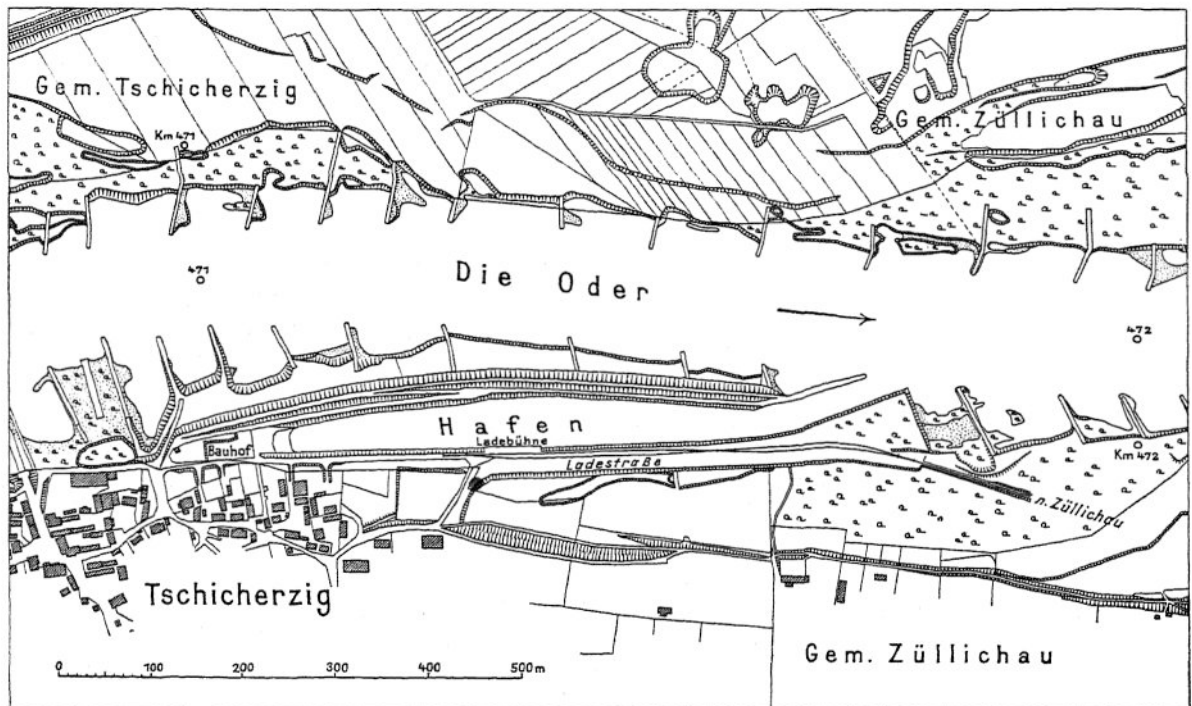 Gem. Tschicherzig
Km 471
Gem. Züllichau
471
Die Oder
472
Hafen
Bauhof
Ladebühne
Ladestraße
Km 472
n. Züllichau
Tschicherzig
Gem. Züllichau
0 100 200 300 400 500 m